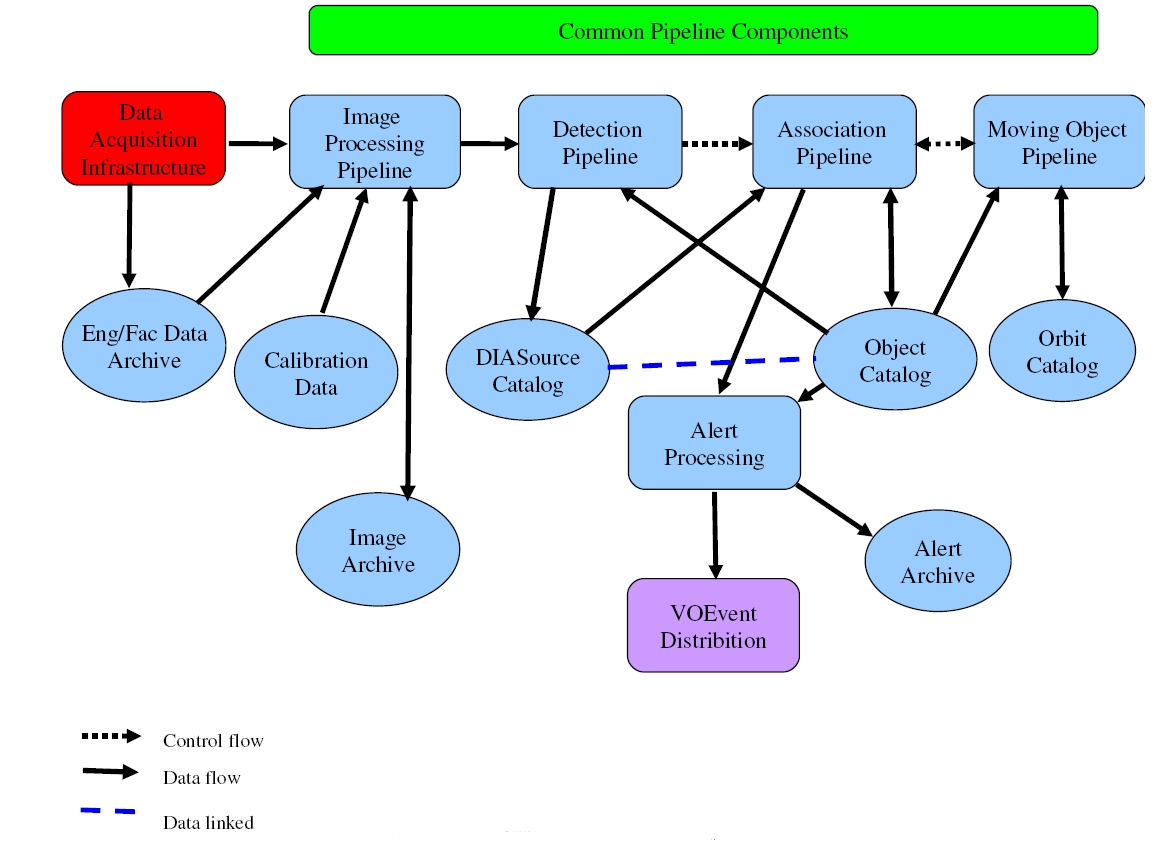 Common Pipeline Components
Data
Acquisition
Infrastructure
Image
Processing
Pipeline
Detection
Pipeline
Association
Pipeline
Moving Object
Pipeline
Eng/Fac Data
Archive
Calibration
Data
DIASource
Catalog
Object
Catalog
Orbit
Catalog
Alert
Processing
Image
Archive
Alert
Archive
VOEvent
Distribition
Control flow
Data flow
Data linked